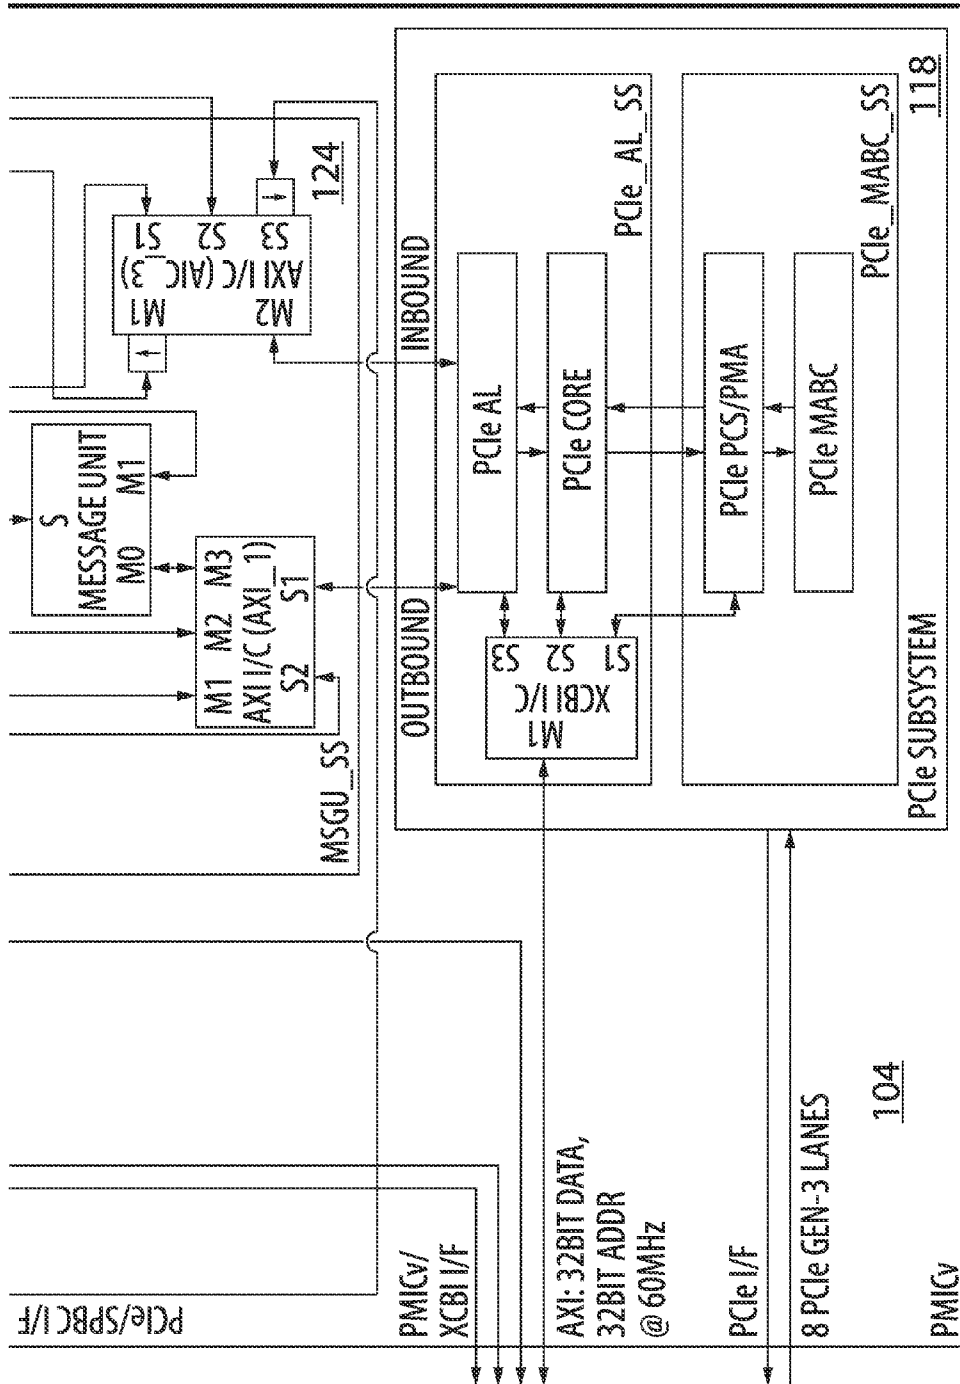 124
S1
S2
S3
AXI I/C (AIC_3)
M1
M2
S
MESSAGE UNIT
M0
M1
M1
M2
M3
AXI I/C (AXI_1)
S2
S1
MSGU_SS
OUTBOUND
INBOUND
PCIe AL
PCIe CORE
S3
S2
S1
XCBI I/C
M1
PCIe_AL_SS
PCIe PCS/PMA
PCIe MABC
PCIe_MABC_SS
PCIe SUBSYSTEM
118
PCIe/SPBC I/F
PMICv/
XCBI I/F
AXI: 32BIT DATA,
32BIT ADDR
@ 60MHz
PCIe I/F
8 PCIe GEN-3 LANES
104
PMICv